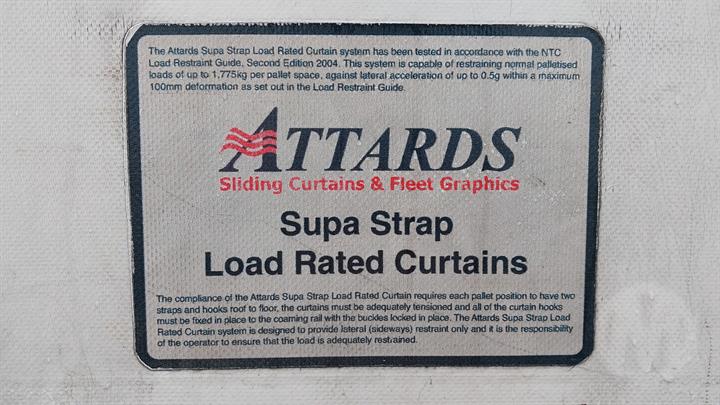 The Attards Supa Strap Load Rated Curtain system has been tested in accordance with the NTC
Load Restraint Guide, Second Edition 2004. This system is capable of restraining normal palletised
loads of up to 1,775kg per pallet space, against lateral acceleration of up to 0.5g within a maximum
100mm deformation as set out in the Load Restraint Guide.
ATTARDS
Sliding Curtains & Fleet Graphics
Supa Strap
Load Rated Curtains
The compliance of the Attards Supa Strap Load Rated Curtain requires each pallet position to have two
straps and hooks roof to floor, the curtains must be adequately tensioned and all of the curtain hooks
must be fixed in place to the coaming rail with the buckles locked in place. The Attards Supa Strap Load
Rated Curtain system is designed to provide lateral (sideways) restraint only and it is the responsibility
of the operator to ensure that the load is adequately restrained.